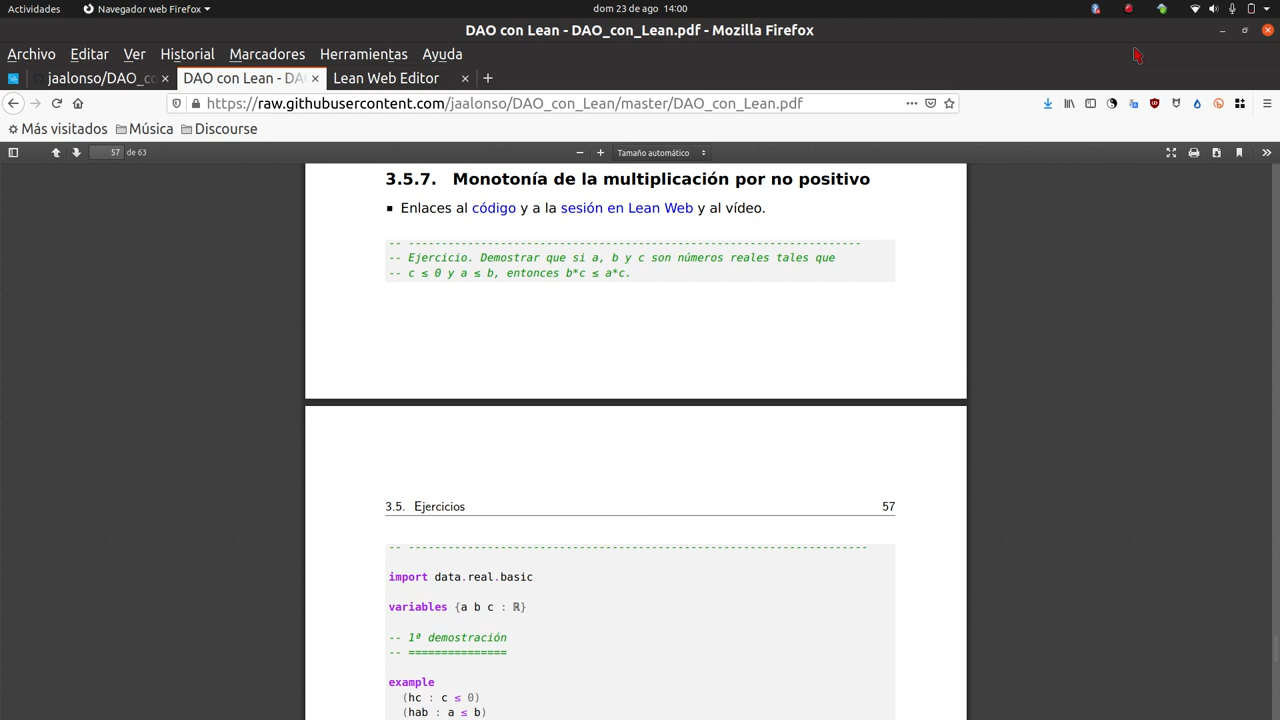 Actividades Navegador web Firefox dom 23 de ago 14:00
DAO con Lean - DAO_con_Lean.pdf - Mozilla Firefox
Archivo Editar Ver Historial Marcadores Herramientas Ayuda
jaalonso/DAO_co DAO con Lean - DA Lean Web Editor
https://raw.githubusercontent.com/jaalonso/DAO_con_Lean/master/DAO_con_Lean.pdf
Más visitados Música Discourse
57 de 63 Tamaño automático
3.5.7. Monotonía de la multiplicación por no positivo
▪ Enlaces al código y a la sesión en Lean Web y al vídeo.
-- ---------------------------------------------------------------------
-- Ejercicio. Demostrar que si a, b y c son números reales tales que
-- c ≤ 0 y a ≤ b, entonces b*c ≤ a*c.
3.5. Ejercicios 57
-- ----------------------------------------------------------------------
import data.real.basic
variables {a b c : ℝ}
-- 1ª demostración
-- ===============
example
(hc : c ≤ 0)
(hab : a ≤ b)